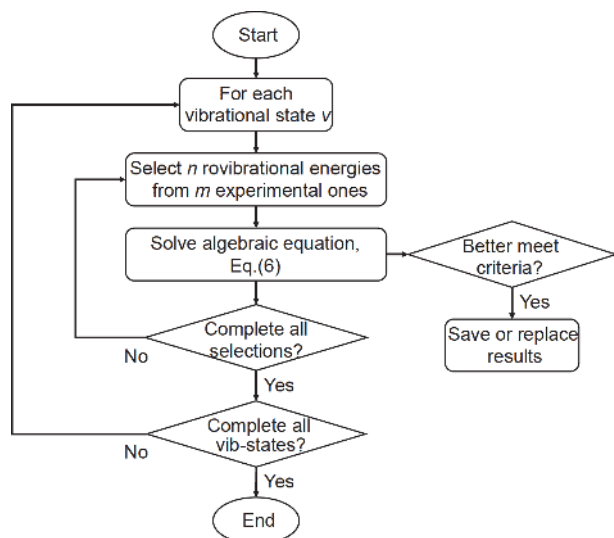 Start
For each
vibrational state v
Select n rovibrational energies
from m experimental ones
Solve algebraic equation,
Eq.(6)
Better meet
criteria?
Yes
Save or replace
results
Complete all
selections?
No
Yes
Complete all
vib-states?
No
Yes
End